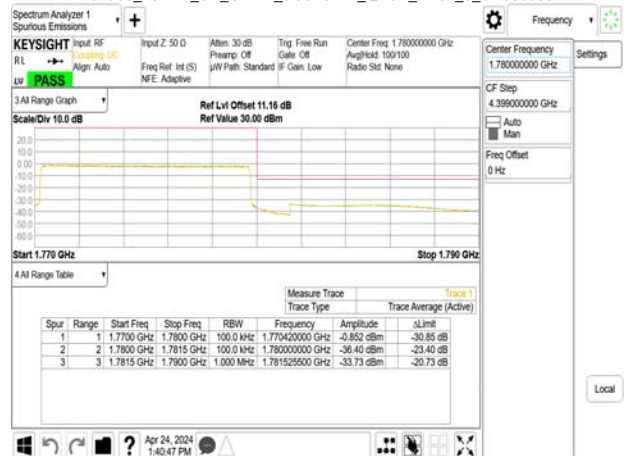 Spectrum Analyzer 1
Spurious Emissions
Frequency
KEYSIGHT Input: RF Input Z: 50 Ω Atten: 30 dB Trig: Free Run Center Freq: 1.780000000 GHz
RL Coupling: DC Preamp: Off Gate: Off Avg|Hold: 100/100
Align: Auto Freq Ref: Int (S) µW Path: Standard IF Gain: Low Radio Std: None
NFE: Adaptive
PASS
Center Frequency
1.780000000 GHz
Settings
CF Step
4.399000000 GHz
Auto
Man
Freq Offset
0 Hz
3 All Range Graph
Ref Lvl Offset 11.16 dB
Scale/Div 10.0 dB Ref Value 30.00 dBm
20.0
10.0
0.00
-10.0
-20.0
-30.0
-40.0
-50.0
-60.0
Start 1.770 GHz Stop 1.790 GHz
4 All Range Table
Measure Trace Trace 1
Trace Type Trace Average (Active)
Spur Range Start Freq Stop Freq RBW Frequency Amplitude ∆Limit
1 1 1.7700 GHz 1.7800 GHz 100.0 kHz 1.770420000 GHz -0.852 dBm -30.85 dB
2 2 1.7800 GHz 1.7815 GHz 100.0 kHz 1.780000000 GHz -36.40 dBm -23.40 dB
3 3 1.7815 GHz 1.7900 GHz 1.000 MHz 1.781525500 GHz -33.73 dBm -20.73 dB
Local
Apr 24, 2024
1:40:47 PM